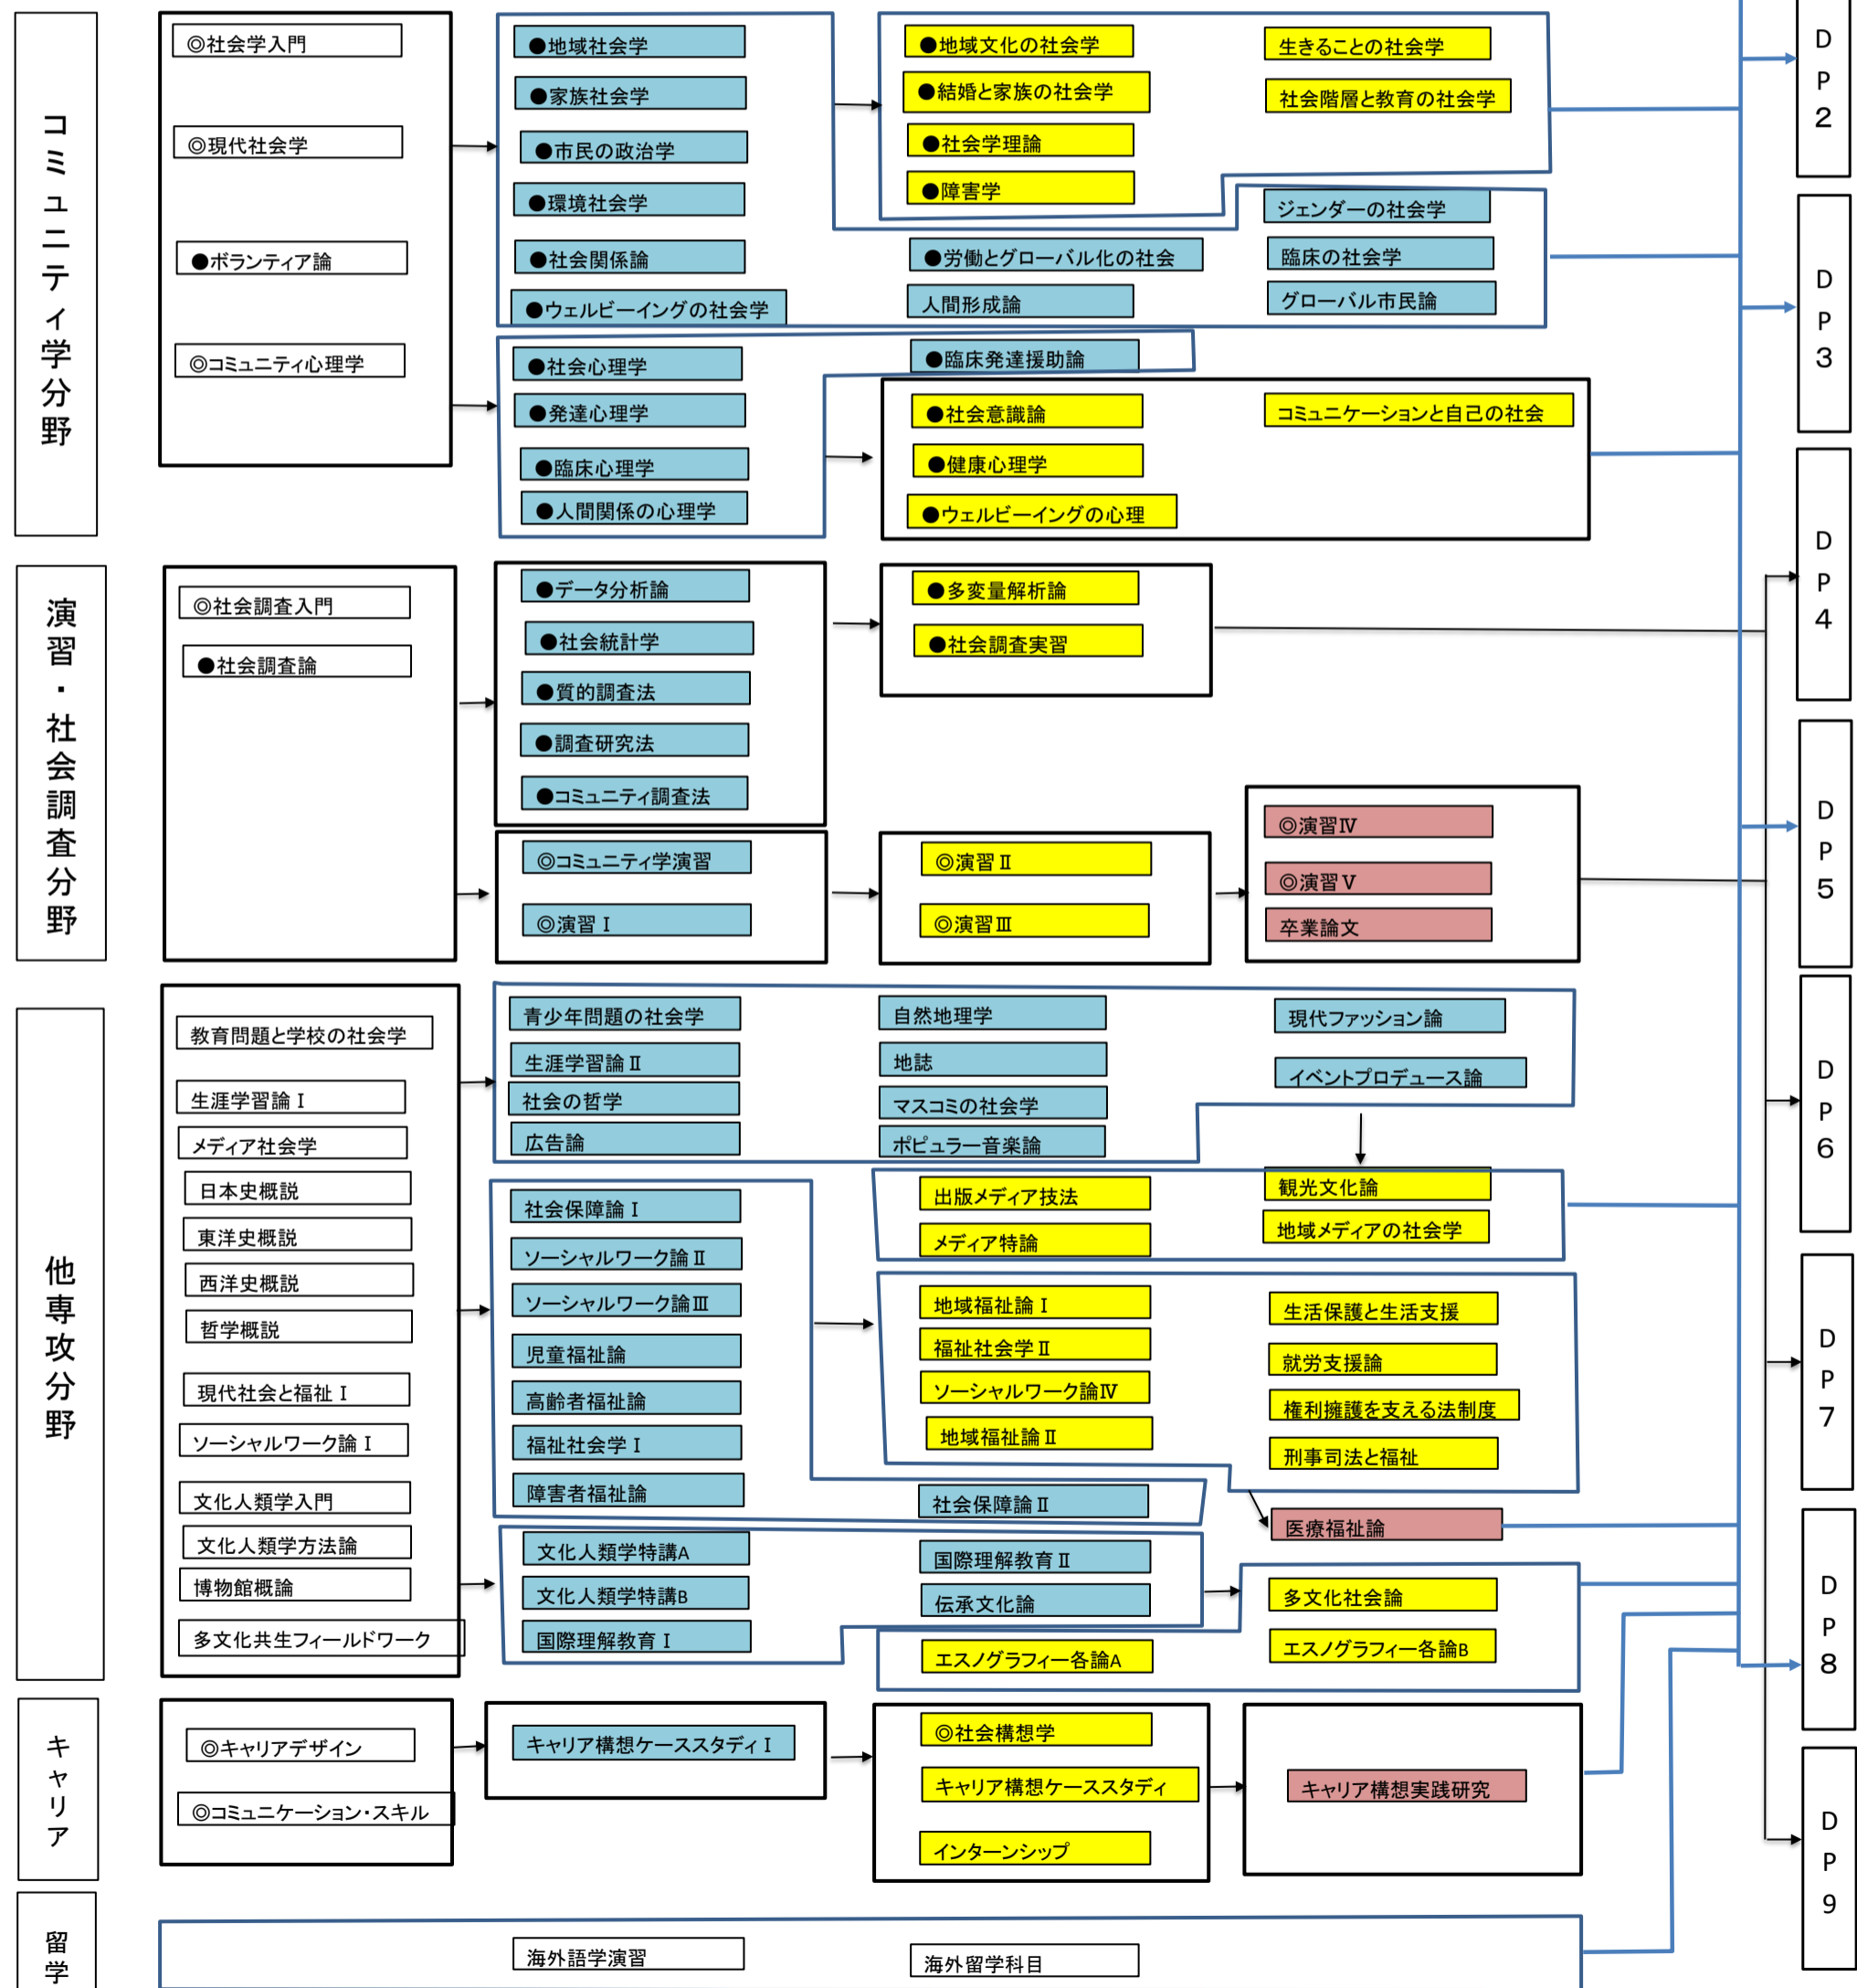 コミュニティ学分野
◎社会学入門
◎現代社会学
●ボランティア論
◎コミュニティ心理学
●地域社会学
●家族社会学
●市民の政治学
●環境社会学
●社会関係論
●ウェルビーイングの社会学
●地域文化の社会学
●結婚と家族の社会学
●社会学理論
●障害学
生きることの社会学
社会階層と教育の社会学
●労働とグローバル化の社会
人間形成論
ジェンダーの社会学
臨床の社会学
グローバル市民論
●社会心理学
●発達心理学
●臨床心理学
●人間関係の心理学
●臨床発達援助論
●社会意識論
●健康心理学
●ウェルビーイングの心理
コミュニケーションと自己の社会
演習・社会調査分野
◎社会調査入門
●社会調査論
●データ分析論
●社会統計学
●質的調査法
●調査研究法
●コミュニティ調査法
●多変量解析論
●社会調査実習
◎コミュニティ学演習
◎演習Ⅰ
◎演習Ⅱ
◎演習Ⅲ
◎演習Ⅳ
◎演習Ⅴ
卒業論文
他専攻分野
教育問題と学校の社会学
生涯学習論Ⅰ
メディア社会学
日本史概説
東洋史概説
西洋史概説
哲学概説
現代社会と福祉Ⅰ
ソーシャルワーク論Ⅰ
文化人類学入門
文化人類学方法論
博物館概論
多文化共生フィールドワーク
青少年問題の社会学
生涯学習論Ⅱ
社会の哲学
広告論
自然地理学
地誌
マスコミの社会学
ポピュラー音楽論
現代ファッション論
イベントプロデュース論
出版メディア技法
メディア特論
観光文化論
地域メディアの社会学
社会保障論Ⅰ
ソーシャルワーク論Ⅱ
ソーシャルワーク論Ⅲ
児童福祉論
高齢者福祉論
福祉社会学Ⅰ
障害者福祉論
社会保障論Ⅱ
地域福祉論Ⅰ
福祉社会学Ⅱ
ソーシャルワーク論Ⅳ
地域福祉論Ⅱ
生活保護と生活支援
就労支援論
権利擁護を支える法制度
刑事司法と福祉
医療福祉論
文化人類学特講A
文化人類学特講B
国際理解教育Ⅰ
国際理解教育Ⅱ
伝承文化論
多文化社会論
エスノグラフィー各論A
エスノグラフィー各論B
キャリア
◎キャリアデザイン
◎コミュニケーション・スキル
キャリア構想ケーススタディⅠ
◎社会構想学
キャリア構想ケーススタディ
インターンシップ
キャリア構想実践研究
留学
海外語学演習
海外留学科目
DP2
DP3
DP4
DP5
DP6
DP7
DP8
DP9